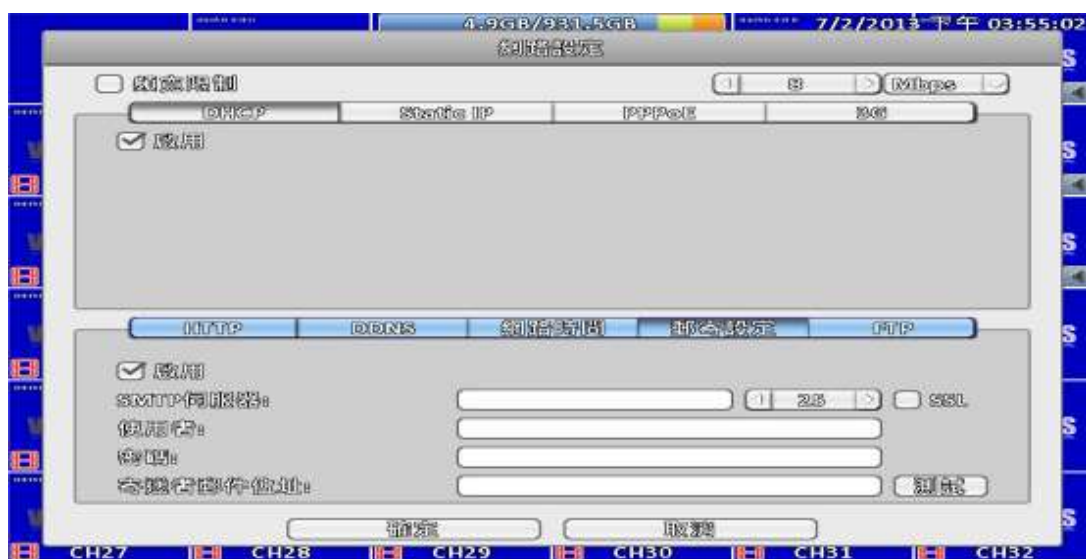 4.9GB/931.5GB 7/2/2013 下午 03:55:02
網路設定
頻寬限制 8 Mbps
DHCP Static IP PPPoE 3G
啟用
HTTP DDNS 網路時間 郵寄設定 FTP
啟用
SMTP伺服器: 25 SSL
使用者:
密碼:
寄信者郵件位址: 測試
確定 取消
CH27 CH28 CH29 CH30 CH31 CH32